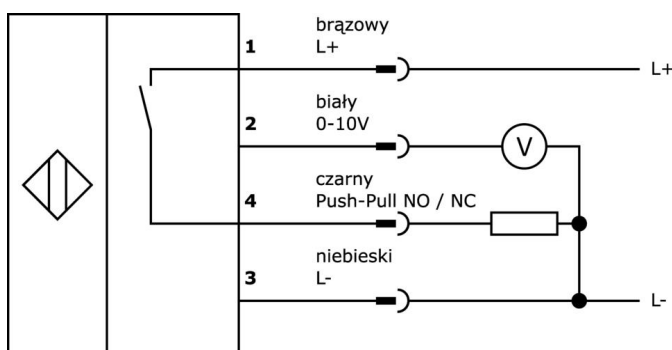 brązowy
1 L+
L+
biały
2 0-10V
V
czarny
4 Push-Pull NO / NC
niebieski
3 L-
L-